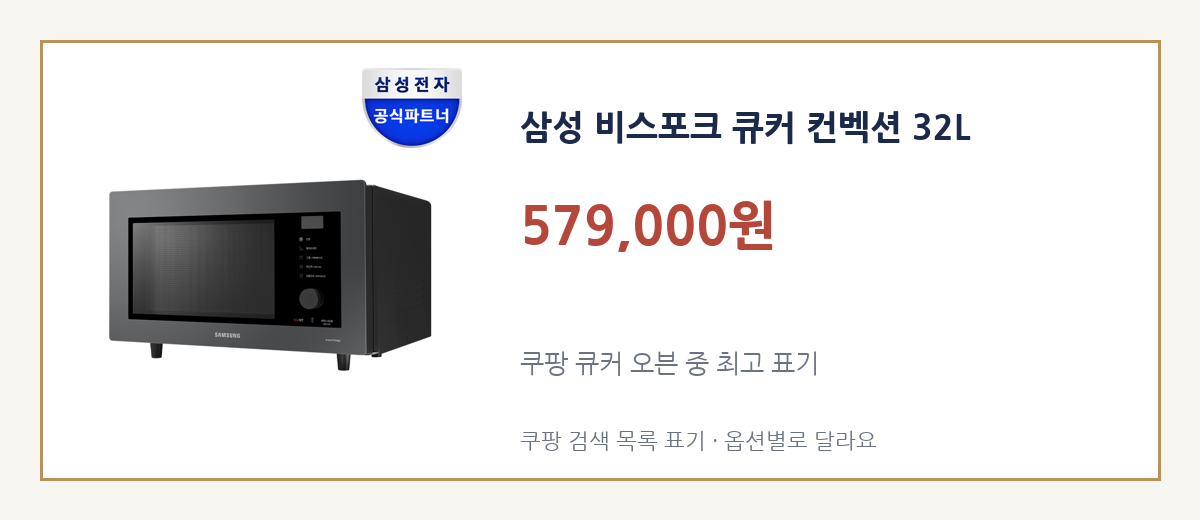 삼성전자
공식파트너
삼성 비스포크 큐커 컨벡션 32L
579,000원
SAMSUNG
쿠팡 큐커 오븐 중 최고 표기
쿠팡 검색 목록 표기 · 옵션별로 달라요